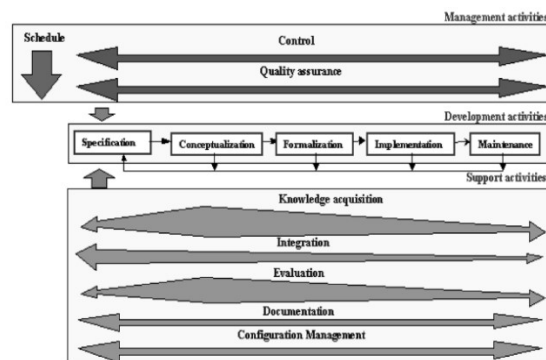 Management activities
Schedule
Control
Quality assurance
Development activities
Specification
Conceptualization
Formalization
Implementation
Maintenance
Support activities
Knowledge acquisition
Integration
Evaluation
Documentation
Configuration Management